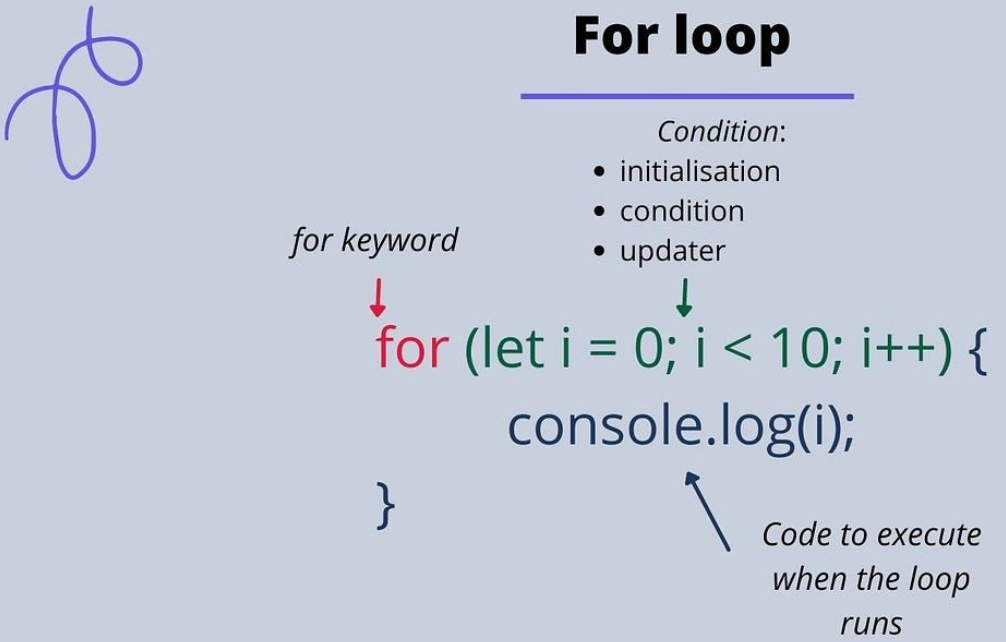 For loop
Condition:
• initialisation
• condition
• updater
for keyword
for (let i = 0; i < 10; i++) {
console.log(i);
}
Code to execute
when the loop
runs